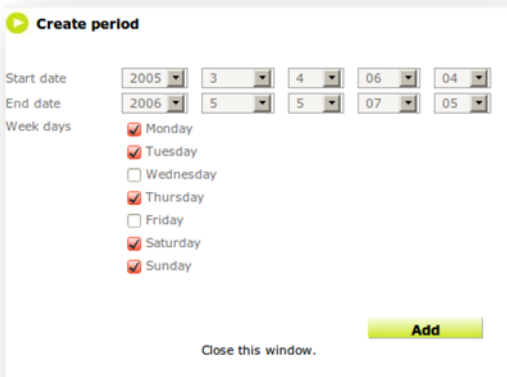 Create period
Start date 2005 3 4 06 04
End date 2006 5 5 07 05
Week days Monday
Tuesday
Wednesday
Thursday
Friday
Saturday
Sunday
Add
Close this window.